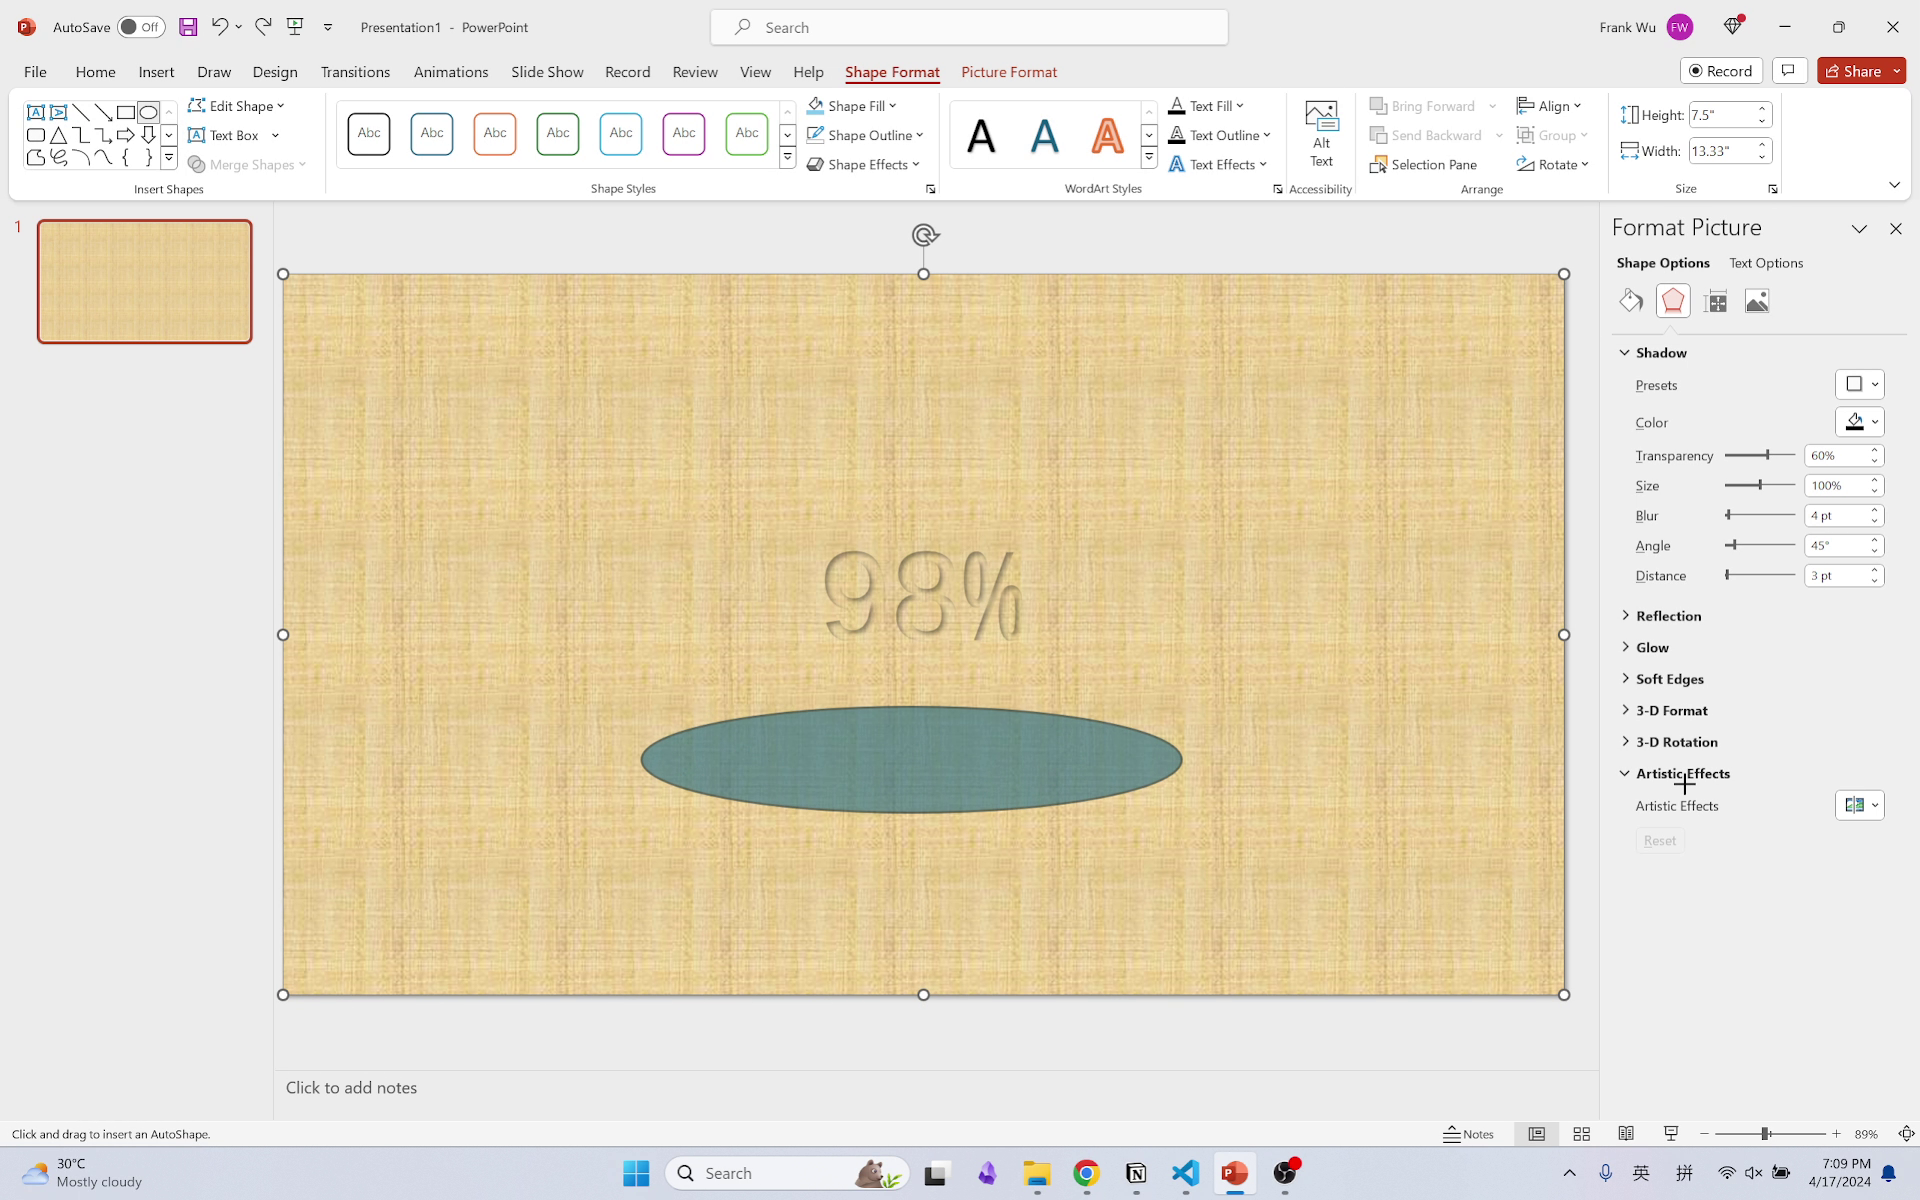 AutoSave Off Presentation1 - PowerPoint Search Frank Wu FW
File Home Insert Draw Design Transitions Animations Slide Show Record Review View Help Shape Format Picture Format Record Share
Edit Shape
Text Box
Merge Shapes
Insert Shapes
Abc Abc Abc Abc Abc Abc Abc
Shape Fill
Shape Outline
Shape Effects
Shape Styles
A A A
Text Fill
Text Outline
Text Effects
WordArt Styles
Alt
Text
Accessibility
Bring Forward
Send Backward
Selection Pane
Align
Group
Rotate
Arrange
Height: 7.5"
Width: 13.33"
Size
1
98%
Format Picture
Shape Options Text Options
Shadow
Presets
Color
Transparency 60%
Size 100%
Blur 4 pt
Angle 45°
Distance 3 pt
Reflection
Glow
Soft Edges
3-D Format
3-D Rotation
Artistic Effects
Artistic Effects
Reset
Click to add notes
Click and drag to insert an AutoShape.
Notes 89%
30°C
Mostly cloudy
Search
英 拼
7:09 PM
4/17/2024